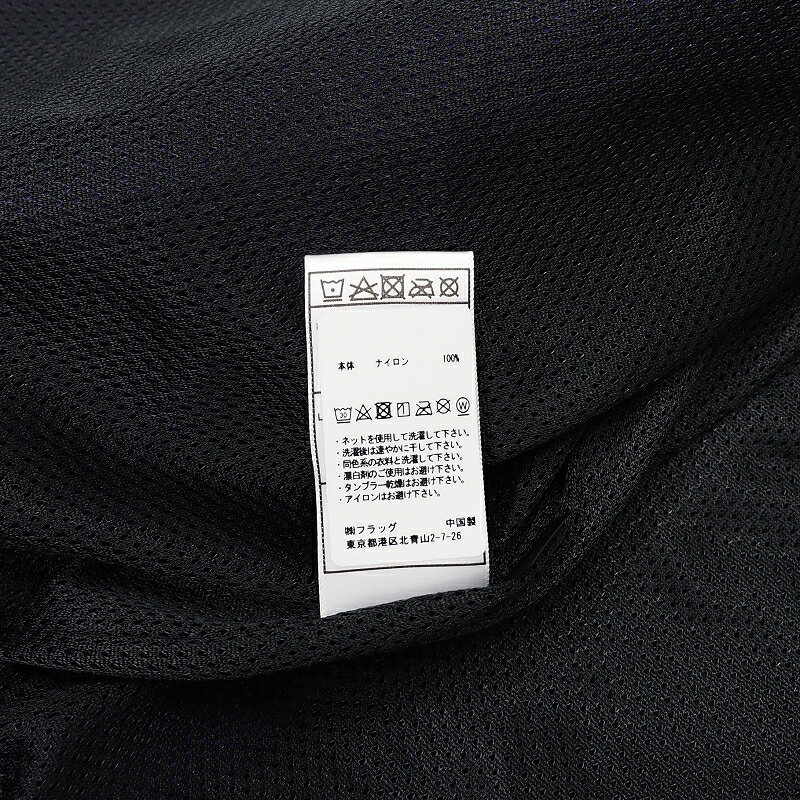 本体 ナイロン 100%
30 W
・ネットを使用して洗濯して下さい。
・洗濯後は速やかに干して下さい。
・同色系の衣料と洗濯して下さい。
・漂白剤のご使用はお避け下さい。
・タンブラー乾燥はお避け下さい。
・アイロンはお避け下さい。
㈱フラッグ 中国製
東京都港区北青山2-7-26